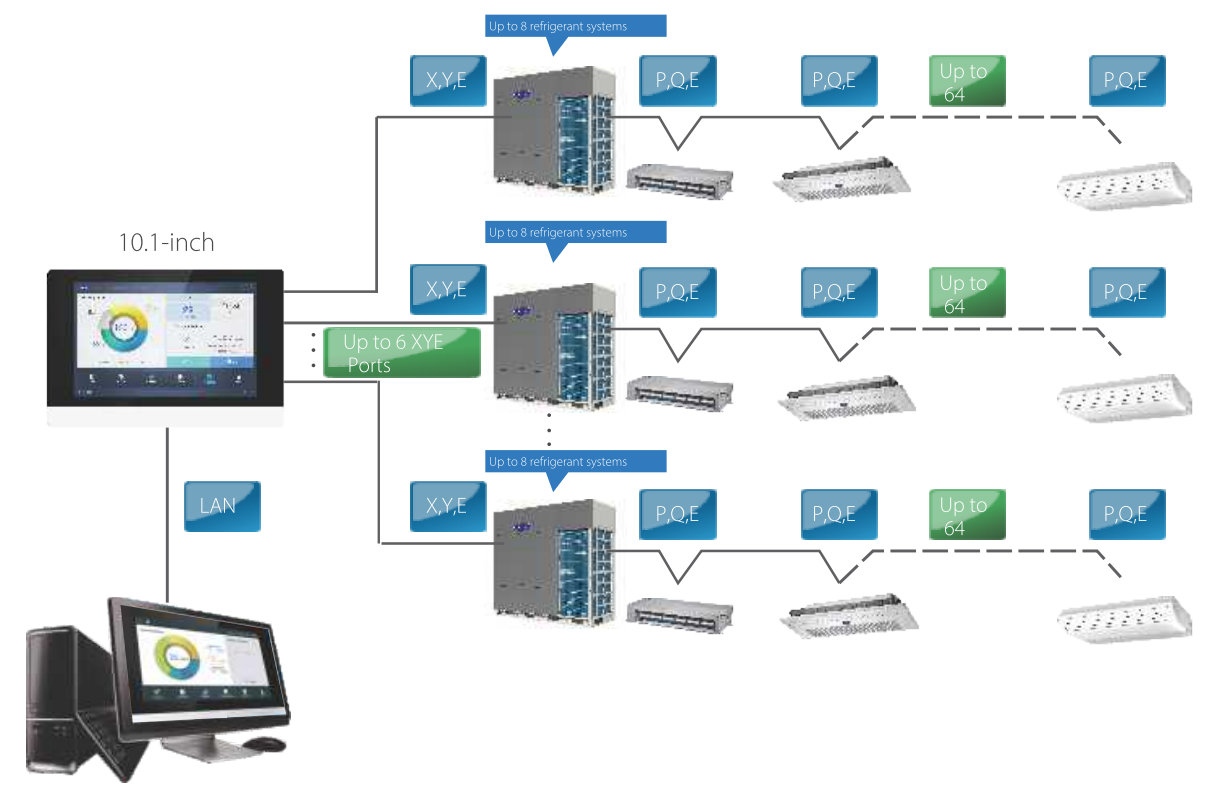 Up to 8 refrigerant systems
X,Y,E
P,Q,E
P,Q,E
Up to
64
P,Q,E
10.1-inch
Up to 8 refrigerant systems
X,Y,E
P,Q,E
P,Q,E
Up to
64
P,Q,E
Up to 6 XYE
Ports
Up to 8 refrigerant systems
X,Y,E
P,Q,E
P,Q,E
Up to
64
P,Q,E
LAN